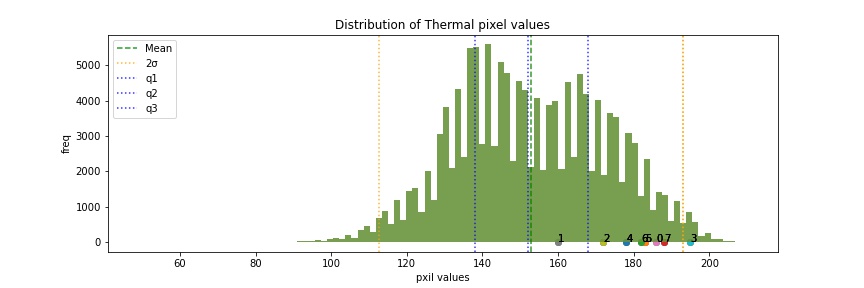 Distribution of Thermal pixel values
Mean
2σ
q1
q2
q3
freq
5000
4000
3000
2000
1000
0
1 2 4 6 5 0 7 3
60 80 100 120 140 160 180 200
pxil values